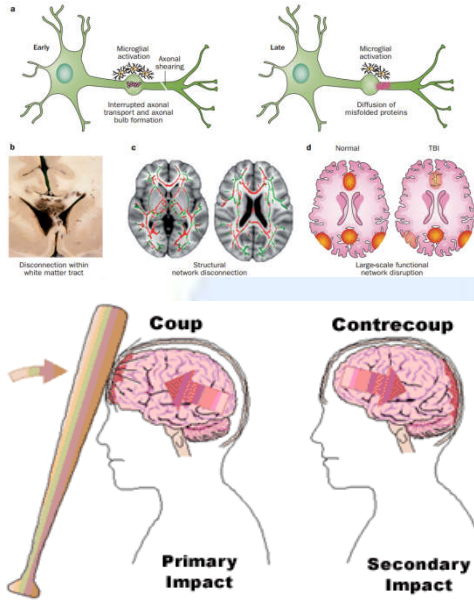 a
Early
Microglial
activation
Axonal
shearing
Interrupted axonal
transport and axonal
bulb formation
Late
Microglial
activation
Diffusion of
misfolded proteins
b
Disconnection within
white matter tract
c
Structural
network disconnection
d
Normal
TBI
Large-scale functional
network disruption
Coup
Contrecoup
Primary
Impact
Secondary
Impact